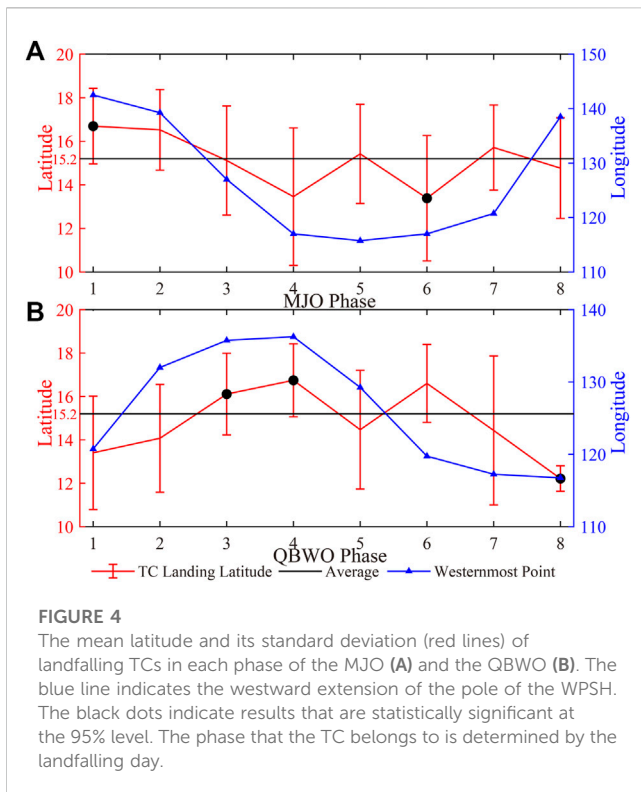 A
20
18
16
15.2
14
12
10
Latitude
150
140
130
120
110
Longitude
1 2 3 4 5 6 7 8
MJO Phase
B
20
18
16
15.2
14
12
10
Latitude
140
130
120
110
Longitude
1 2 3 4 5 6 7 8
QBWO Phase
TC Landing Latitude Average Westernmost Point
FIGURE 4
The mean latitude and its standard deviation (red lines) of
landfalling TCs in each phase of the MJO (A) and the QBWO (B). The
blue line indicates the westward extension of the pole of the WPSH.
The black dots indicate results that are statistically significant at
the 95% level. The phase that the TC belongs to is determined by the
landfalling day.